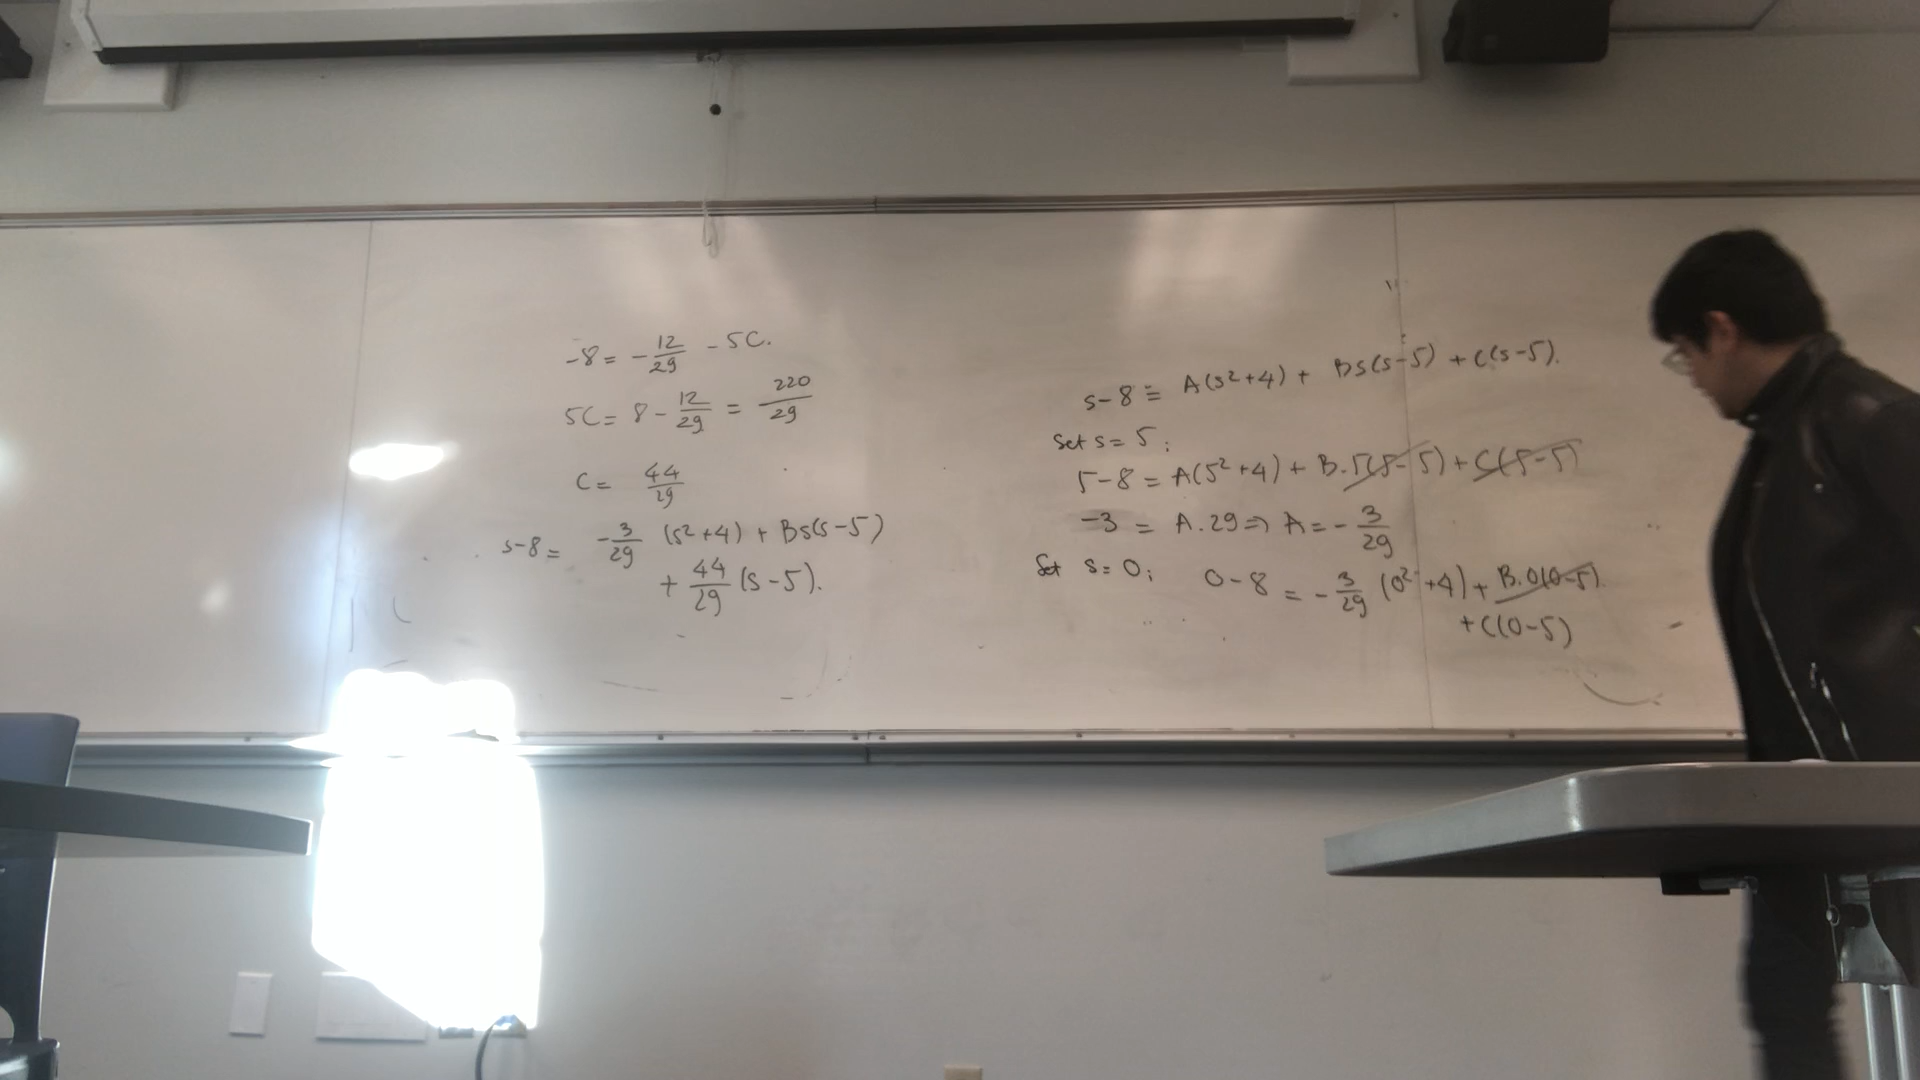 -8 = - 12/29 - 5C.
5C = 8 - 12/29 = 220/29
C = 44/29
s-8 = -3/29 (s²+4) + Bs(s-5)
+ 44/29 (s-5).
s-8 ≡ A(s²+4) + Bs(s-5) + C(s-5).
Set s = 5;
5-8 = A(5²+4) + B.5(5-5) + C(5-5)
-3 = A.29 ⇒ A = - 3/29
Set s=0; 0-8 = - 3/29 (0²+4) + B.0(0-5)
+ C(0-5)